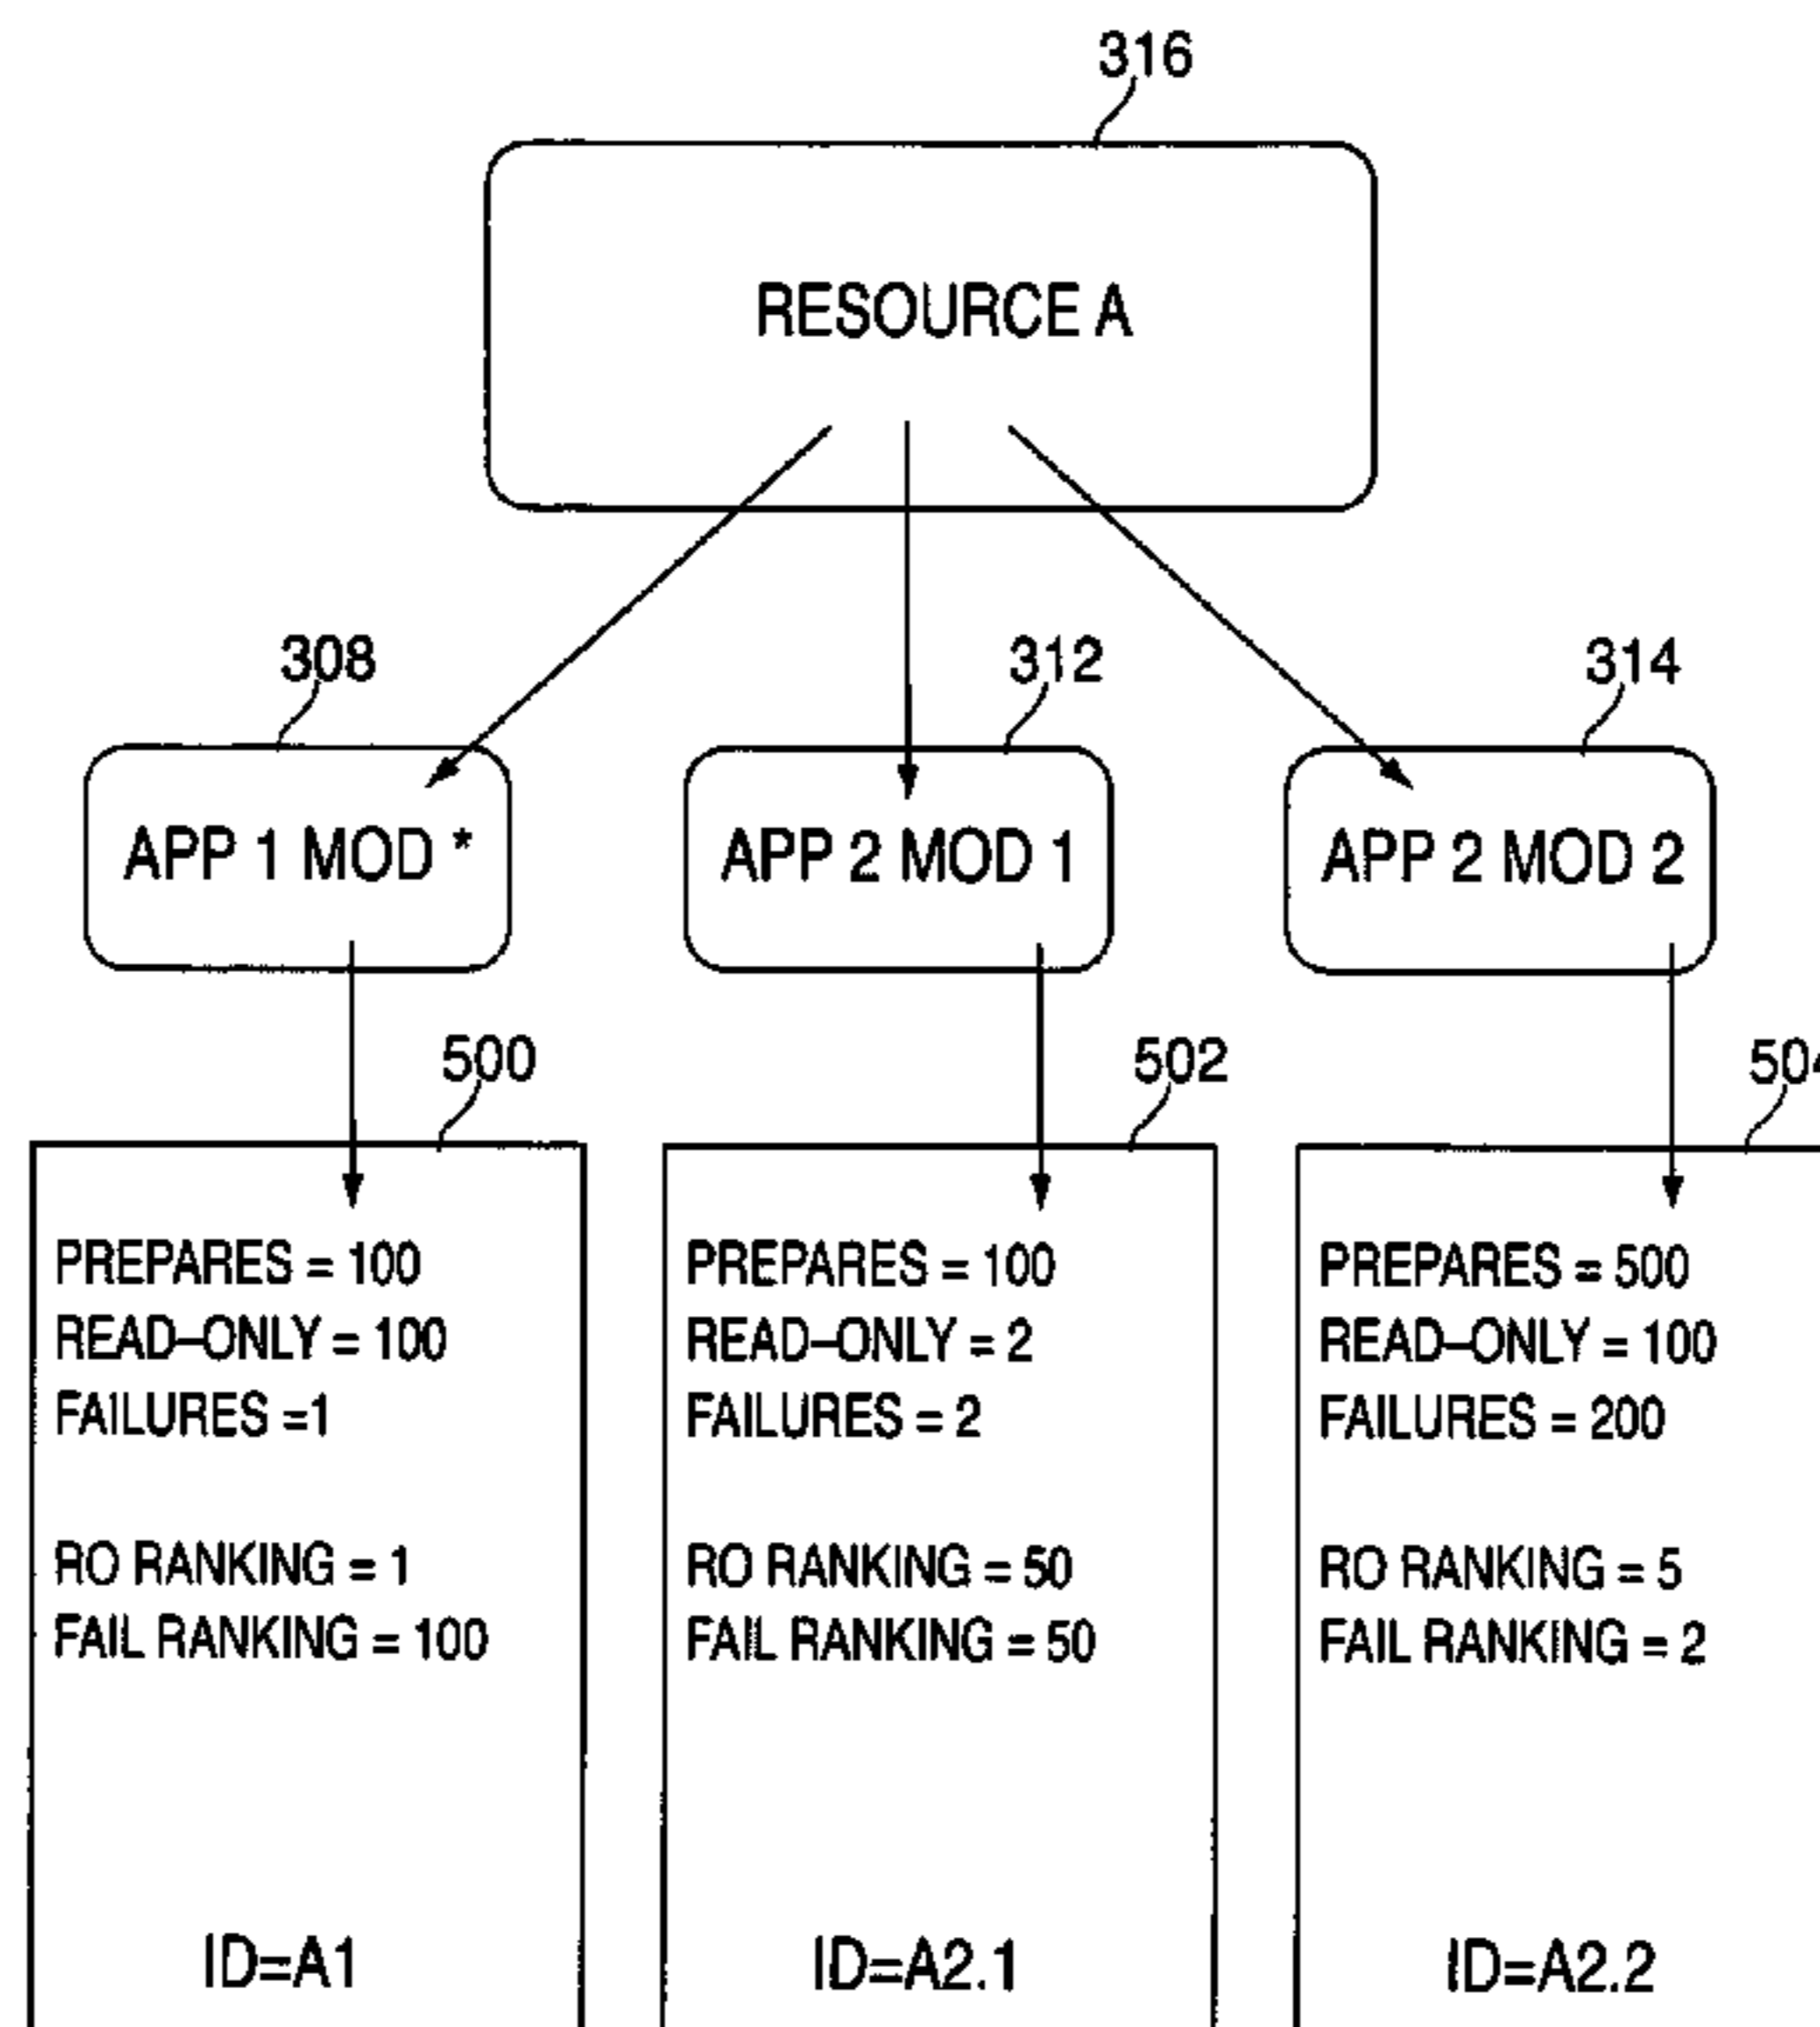 316
RESOURCE A
308
312
314
APP 1 MOD *
APP 2 MOD 1
APP 2 MOD 2
500
502
504
PREPARES = 100
READ–ONLY = 100
FAILURES =1
RO RANKING = 1
FAIL RANKING = 100
ID=A1
PREPARES = 100
READ–ONLY = 2
FAILURES = 2
RO RANKING = 50
FAIL RANKING = 50
ID=A2.1
PREPARES = 500
READ–ONLY = 100
FAILURES = 200
RO RANKING = 5
FAIL RANKING = 2
ID=A2.2